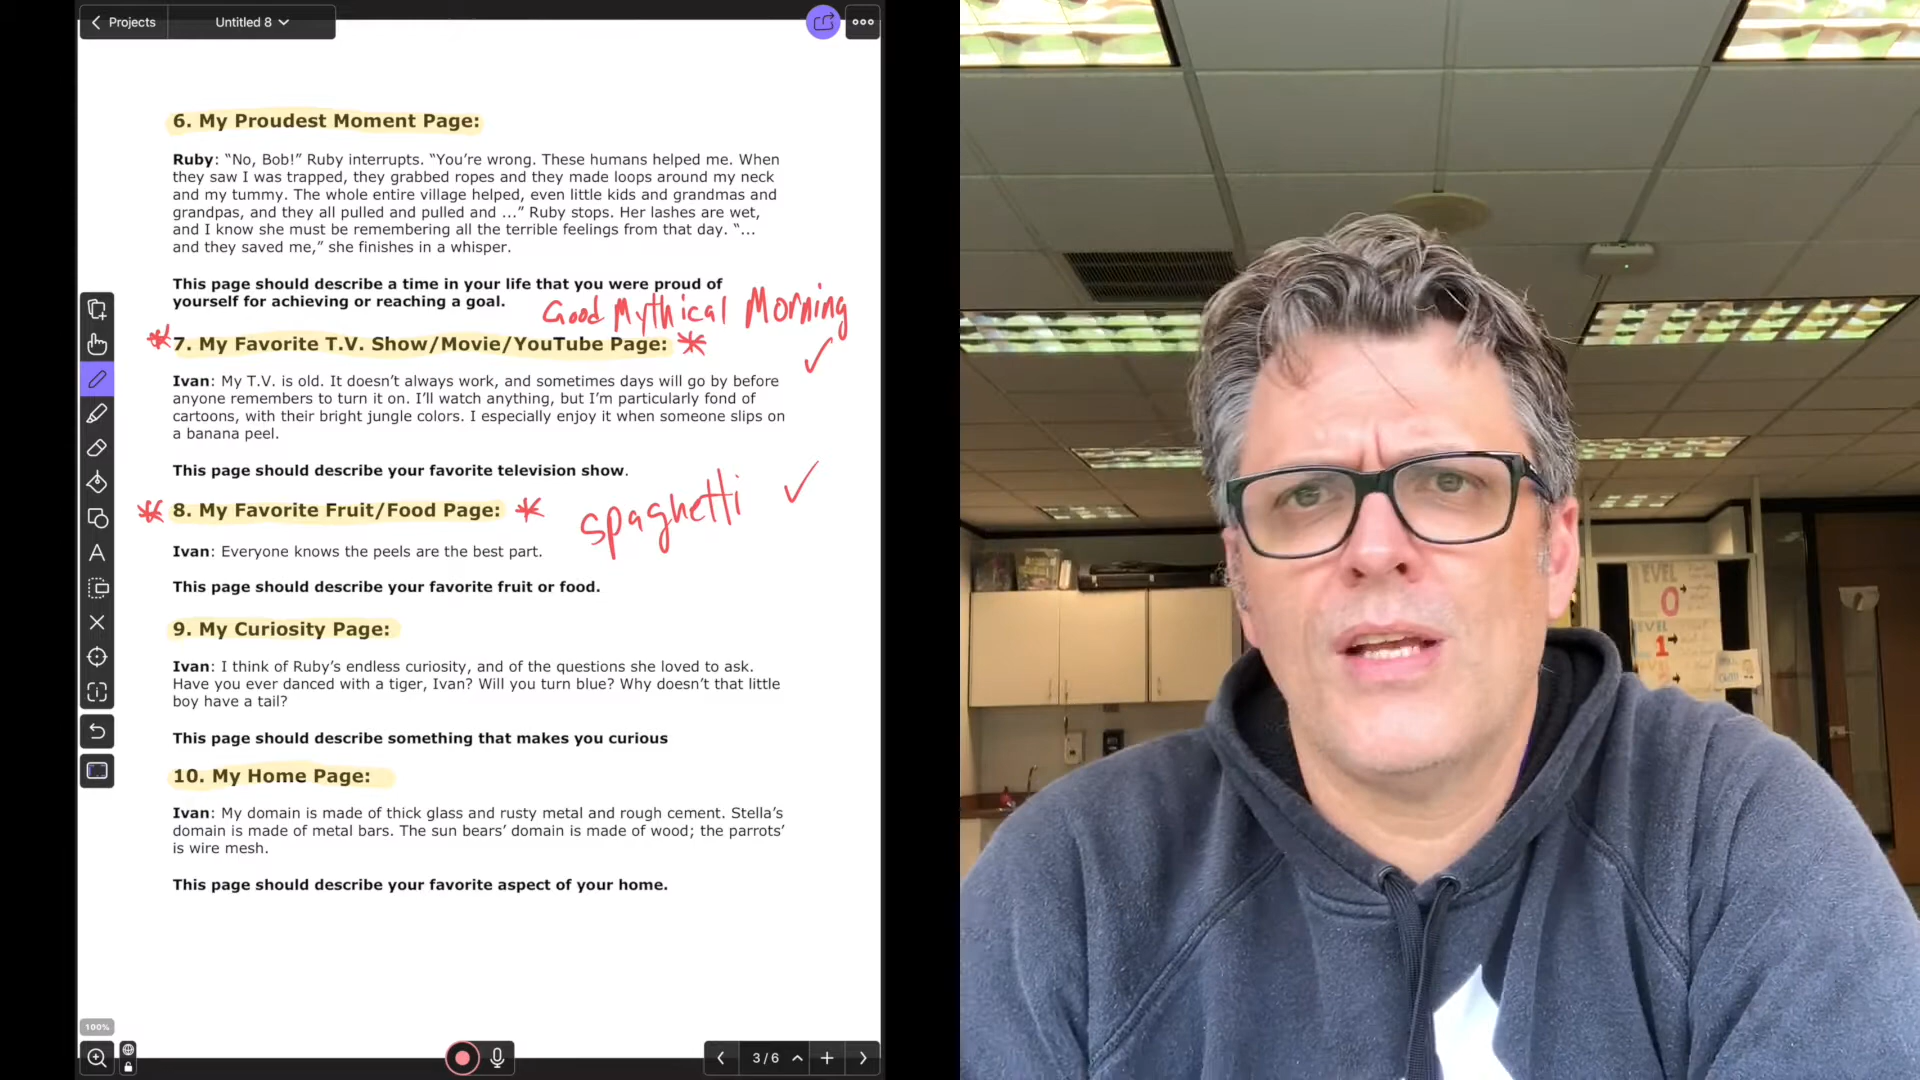 Projects
Untitled 8
6. My Proudest Moment Page:
Ruby: “No, Bob!” Ruby interrupts. “You’re wrong. These humans helped me. When
they saw I was trapped, they grabbed ropes and they made loops around my neck
and my tummy. The whole entire village helped, even little kids and grandmas and
grandpas, and they all pulled and pulled and ...” Ruby stops. Her lashes are wet,
and I know she must be remembering all the terrible feelings from that day. “...
and they saved me,” she finishes in a whisper.
This page should describe a time in your life that you were proud of
yourself for achieving or reaching a goal.
Good Mythical Morning
7. My Favorite T.V. Show/Movie/YouTube Page:
Ivan: My T.V. is old. It doesn’t always work, and sometimes days will go by before
anyone remembers to turn it on. I’ll watch anything, but I’m particularly fond of
cartoons, with their bright jungle colors. I especially enjoy it when someone slips on
a banana peel.
This page should describe your favorite television show.
8. My Favorite Fruit/Food Page:
spaghetti
Ivan: Everyone knows the peels are the best part.
This page should describe your favorite fruit or food.
9. My Curiosity Page:
Ivan: I think of Ruby’s endless curiosity, and of the questions she loved to ask.
Have you ever danced with a tiger, Ivan? Will you turn blue? Why doesn’t that little
boy have a tail?
This page should describe something that makes you curious
10. My Home Page:
Ivan: My domain is made of thick glass and rusty metal and rough cement. Stella’s
domain is made of metal bars. The sun bears’ domain is made of wood; the parrots’
is wire mesh.
This page should describe your favorite aspect of your home.
100%
3/6
EVEL
0
EVEL
1